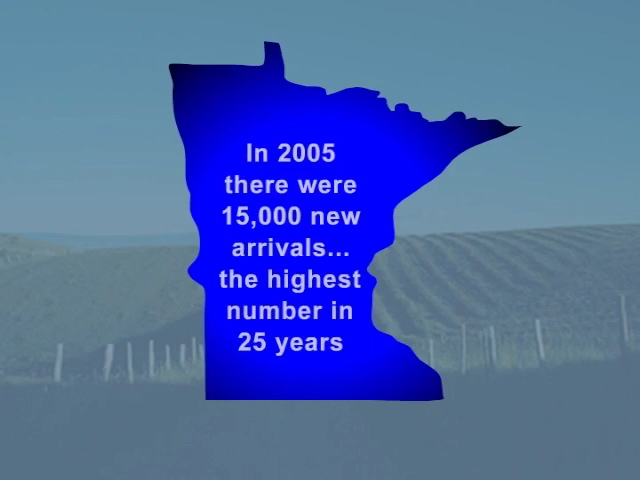 In 2005
there were
15,000 new
arrivals...
the highest
number in
25 years